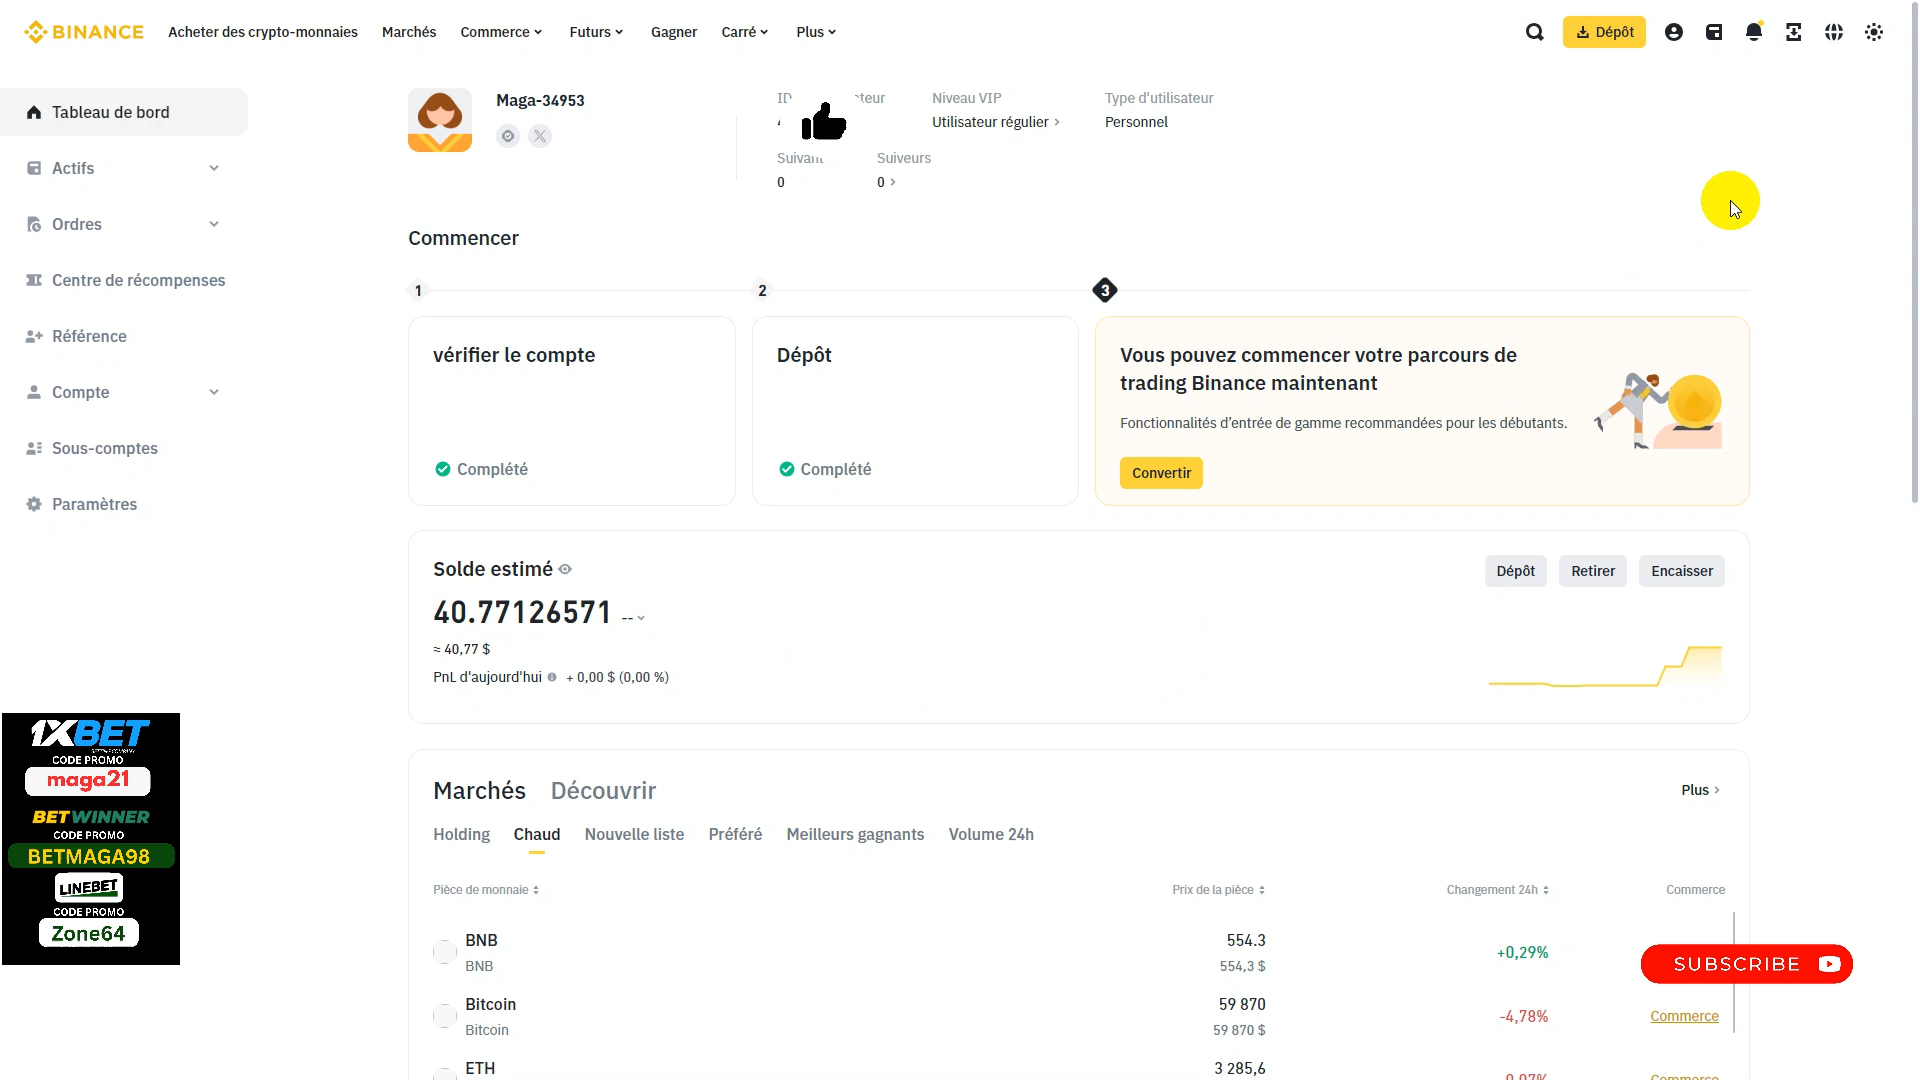 BINANCE
Acheter des crypto-monnaies
Marchés
Commerce
Futurs
Gagner
Carré
Plus
Dépôt
Tableau de bord
Actifs
Ordres
Centre de récompenses
Référence
Compte
Sous-comptes
Paramètres
Maga-34953
Niveau VIP
Utilisateur régulier
Type d'utilisateur
Personnel
0
Suiveurs
0
Commencer
1
2
3
vérifier le compte
Complété
Dépôt
Complété
Vous pouvez commencer votre parcours de
trading Binance maintenant
Fonctionnalités d’entrée de gamme recommandées pour les débutants.
Convertir
Solde estimé
40.77126571 --
≈ 40,77 $
PnL d'aujourd'hui + 0,00 $ (0,00 %)
Dépôt
Retirer
Encaisser
Marchés
Découvrir
Plus
Holding
Chaud
Nouvelle liste
Préféré
Meilleurs gagnants
Volume 24h
Pièce de monnaie
Prix de la pièce
Changement 24h
Commerce
BNB
BNB
554.3
554,3 $
+0,29%
Bitcoin
Bitcoin
59 870
59 870 $
-4,78%
Commerce
ETH
3 285,6
1XBET
CODE PROMO
maga21
BETWINNER
CODE PROMO
BETMAGA98
LINEBET
CODE PROMO
Zone64
SUBSCRIBE